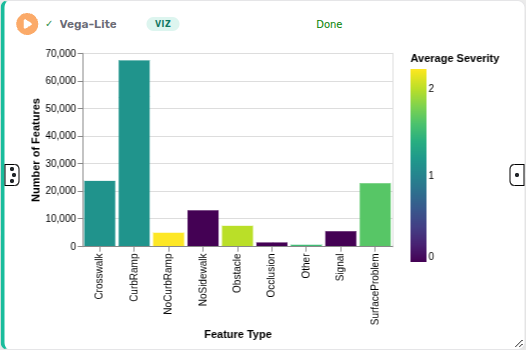 ✓ Vega-Lite VIZ Done
Average Severity
70,000
60,000
50,000
40,000
30,000
20,000
10,000
0
Number of Features
2
1
0
Crosswalk
CurbRamp
NoCurbRamp
NoSidewalk
Obstacle
Occlusion
Other
Signal
SurfaceProblem
Feature Type